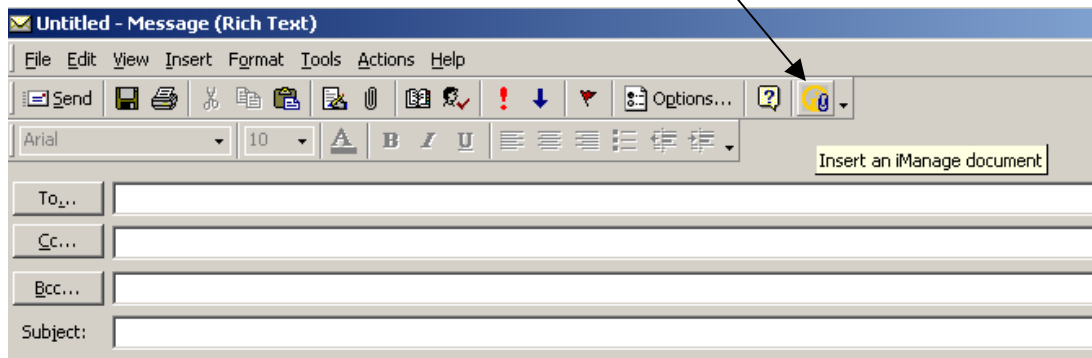 Untitled - Message (Rich Text)
File Edit View Insert Format Tools Actions Help
Send Options...
Arial 10 A B I U
Insert an iManage document
To...
Cc...
Bcc...
Subject: